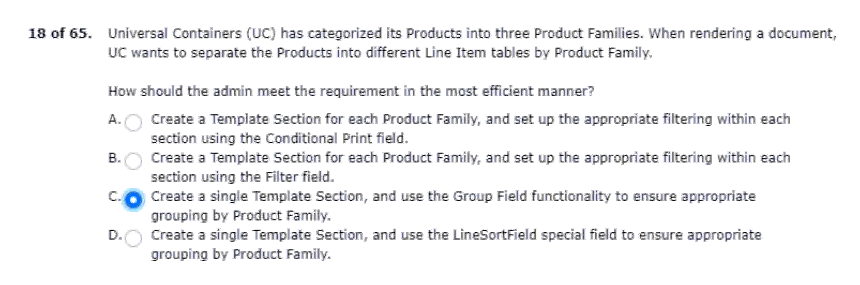 18 of 65. Universal Containers (UC) has categorized its Products into three Product Families. When rendering a document,
UC wants to separate the Products into different Line Item tables by Product Family.
How should the admin meet the requirement in the most efficient manner?
A. Create a Template Section for each Product Family, and set up the appropriate filtering within each
section using the Conditional Print field.
B. Create a Template Section for each Product Family, and set up the appropriate filtering within each
section using the Filter field.
C. Create a single Template Section, and use the Group Field functionality to ensure appropriate
grouping by Product Family.
D. Create a single Template Section, and use the LineSortField special field to ensure appropriate
grouping by Product Family.